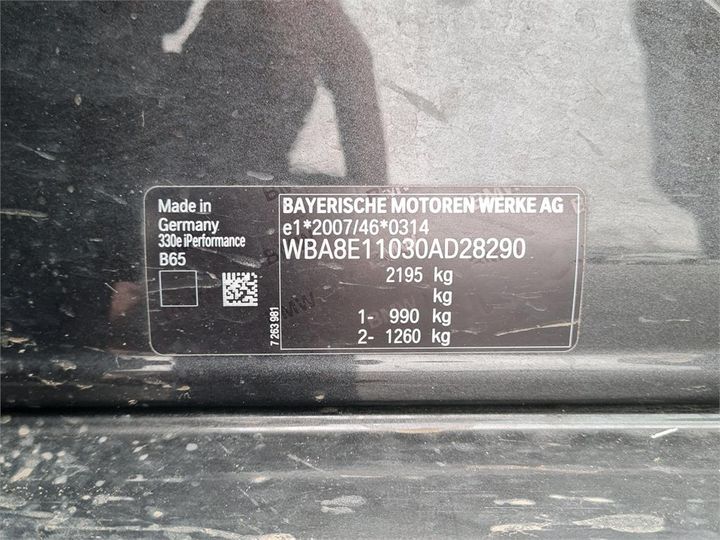 Made in
Germany
330e iPerformance
B65
7 263 981
BAYERISCHE MOTOREN WERKE AG
e1*2007/46*0314
WBA8E11030AD28290
2195 kg
kg
1- 990 kg
2- 1260 kg